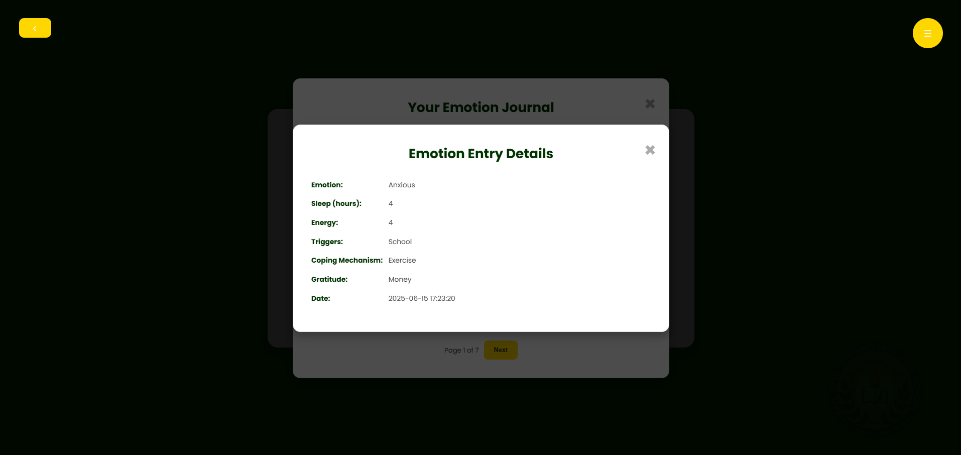 Your Emotion Journal
Emotion Entry Details
Emotion: Anxious
Sleep (hours): 4
Energy: 4
Triggers: School
Coping Mechanism: Exercise
Gratitude: Money
Date: 2025-06-15 17:23:20
Page 1 of 7 Next